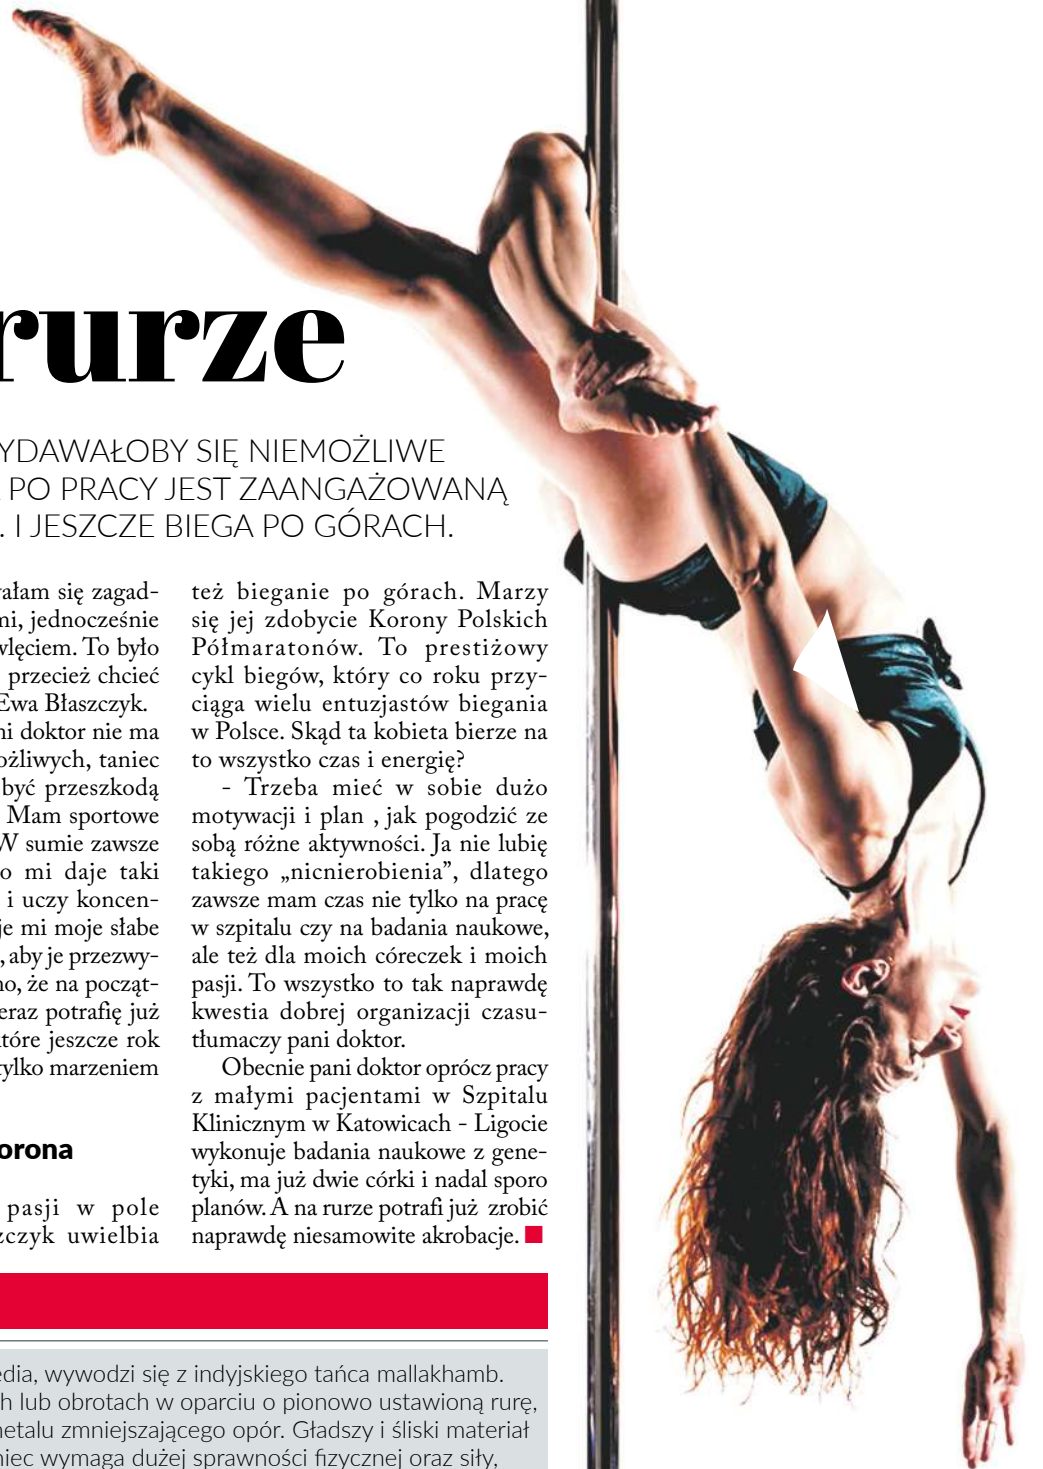 rurze
YDAWAŁOBY SIĘ NIEMOŻLIWE
PO PRACY JEST ZAANGAŻOWANĄ
. I JESZCZE BIEGA PO GÓRACH.
ałam się zagad-
mi, jednocześnie
wlęciem. To było
przecież chcieć
Ewa Błaszczyk.
ni doktor nie ma
ożliwych, taniec
być przeszkodą
Mam sportowe
W sumie zawsze
o mi daje taki
i uczy koncen-
je mi moje słabe
, aby je przezwy-
no, że na począt-
eraz potrafię już
tóre jeszcze rok
tylko marzeniem
orona
pasji w pole
zczyk uwielbia
też bieganie po górach. Marzy
się jej zdobycie Korony Polskich
Półmaratonów. To prestiżowy
cykl biegów, który co roku przy-
ciąga wielu entuzjastów biegania
w Polsce. Skąd ta kobieta bierze na
to wszystko czas i energię?
- Trzeba mieć w sobie dużo
motywacji i plan , jak pogodzić ze
sobą różne aktywności. Ja nie lubię
takiego „nicnierobienia”, dlatego
zawsze mam czas nie tylko na pracę
w szpitalu czy na badania naukowe,
ale też dla moich córeczek i moich
pasji. To wszystko to tak naprawdę
kwestia dobrej organizacji czasu-
tłumaczy pani doktor.
Obecnie pani doktor oprócz pracy
z małymi pacjentami w Szpitalu
Klinicznym w Katowicach - Ligocie
wykonuje badania naukowe z gene-
tyki, ma już dwie córki i nadal sporo
planów. A na rurze potrafi już zrobić
naprawdę niesamowite akrobacje.
edia, wywodzi się z indyjskiego tańca mallakhamb.
h lub obrotach w oparciu o pionowo ustawioną rurę,
metalu zmniejszającego opór. Gładszy i śliski materiał
niec wymaga dużej sprawności fizycznej oraz siły,